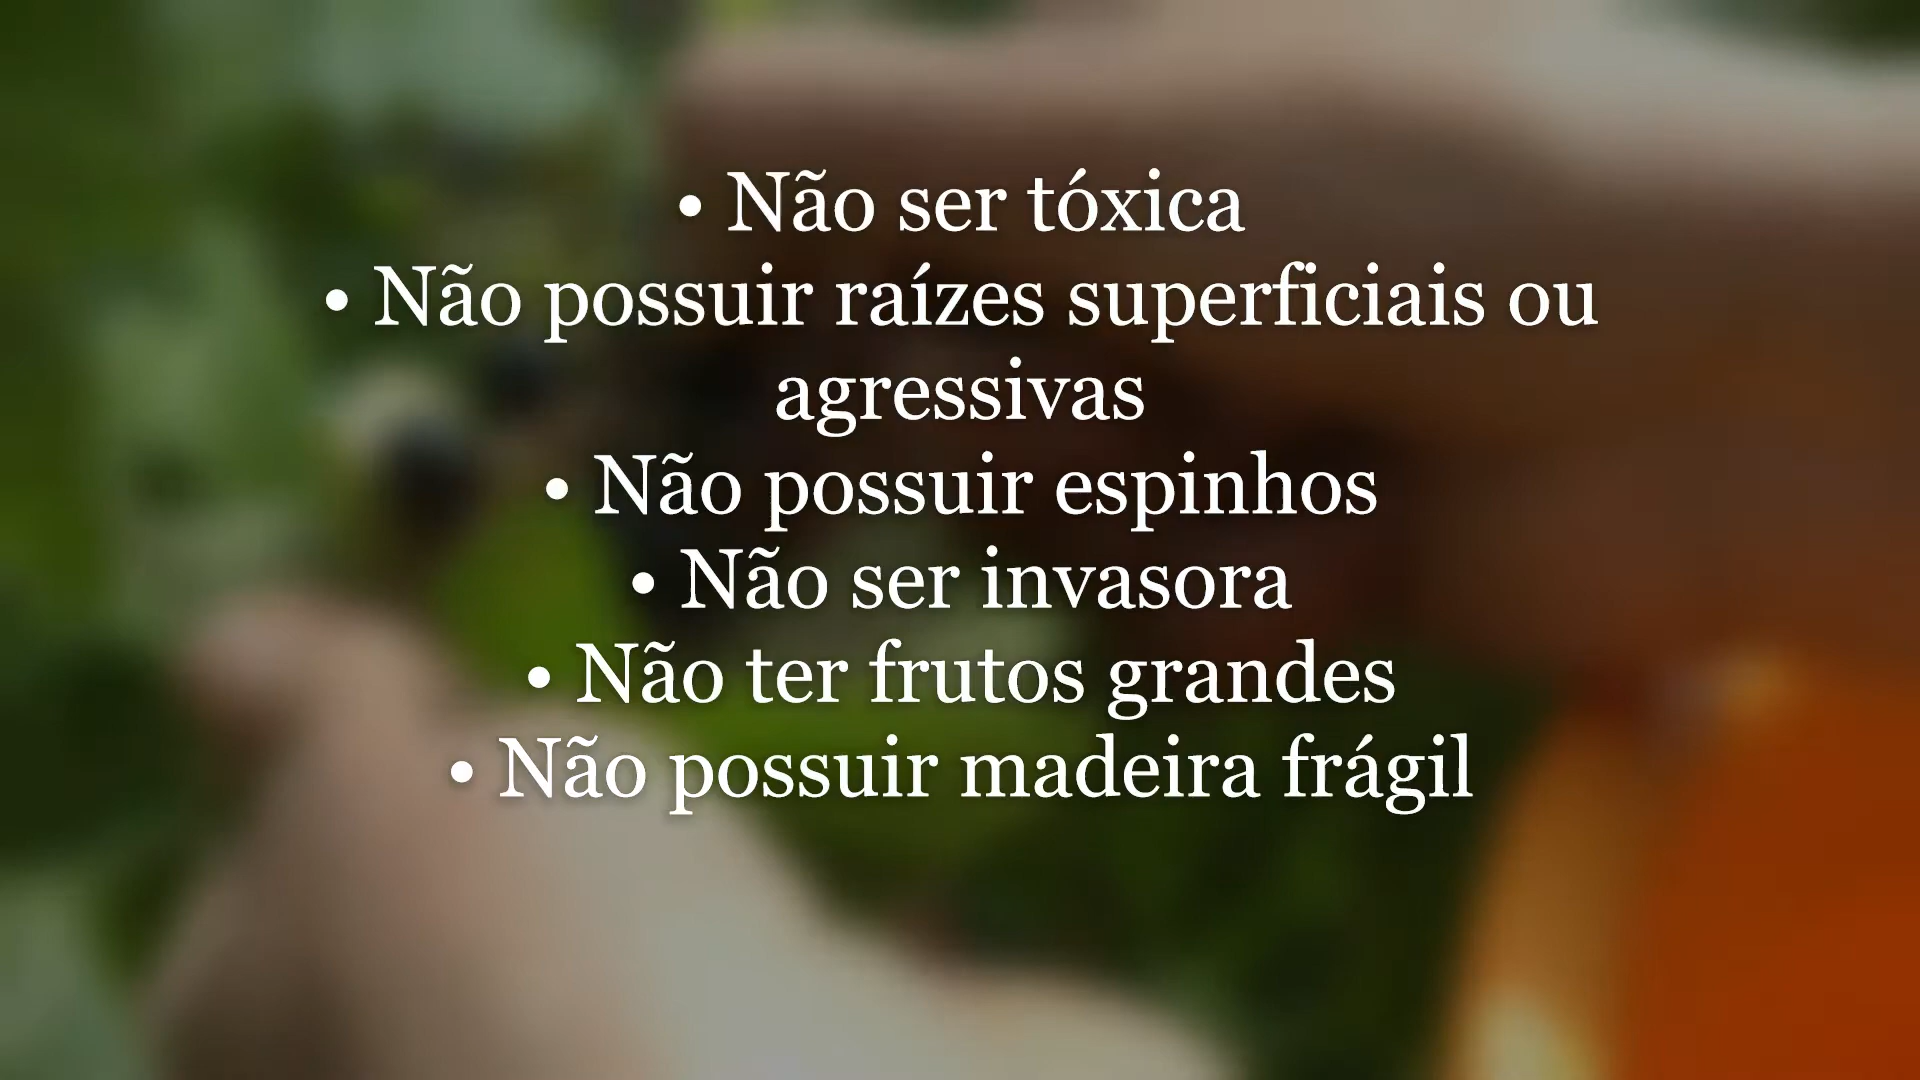 • Não ser tóxica
• Não possuir raízes superficiais ou
agressivas
• Não possuir espinhos
• Não ser invasora
• Não ter frutos grandes
• Não possuir madeira frágil